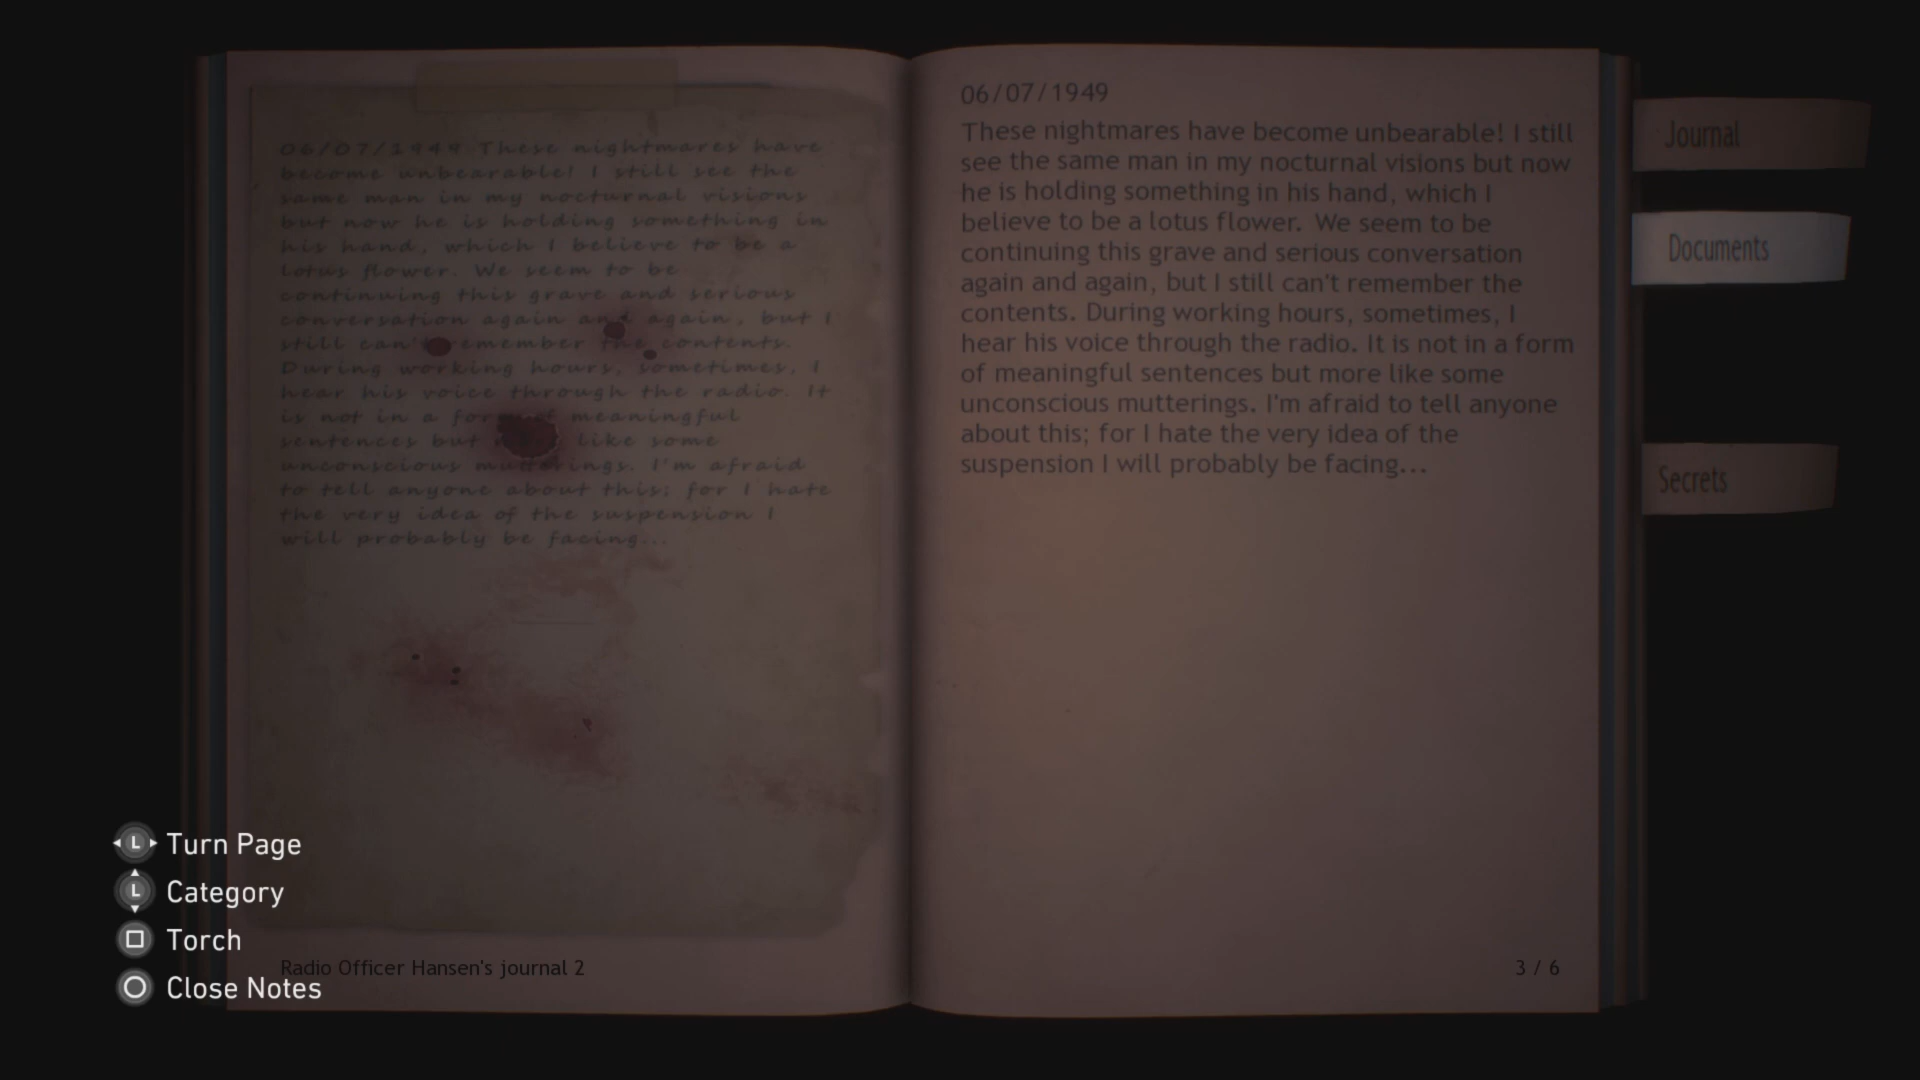 06/07/1949 These nightmares have
become unbearable! I still see the
same man in my nocturnal visions
but now he is holding something in
his hand, which I believe to be a
lotus flower. We seem to be
continuing this grave and serious
conversation again and again, but I
still can't remember the contents.
During working hours, sometimes, I
hear his voice through the radio. It
is not in a form of meaningful
sentences but like some
unconscious mutterings. I'm afraid
to tell anyone about this; for I hate
the very idea of the suspension I
will probably be facing...
Radio Officer Hansen's journal 2
06/07/1949
These nightmares have become unbearable! I still
see the same man in my nocturnal visions but now
he is holding something in his hand, which I
believe to be a lotus flower. We seem to be
continuing this grave and serious conversation
again and again, but I still can't remember the
contents. During working hours, sometimes, I
hear his voice through the radio. It is not in a form
of meaningful sentences but more like some
unconscious mutterings. I'm afraid to tell anyone
about this; for I hate the very idea of the
suspension I will probably be facing...
3 / 6
Journal
Documents
Secrets
L Turn Page
L Category
Torch
Close Notes